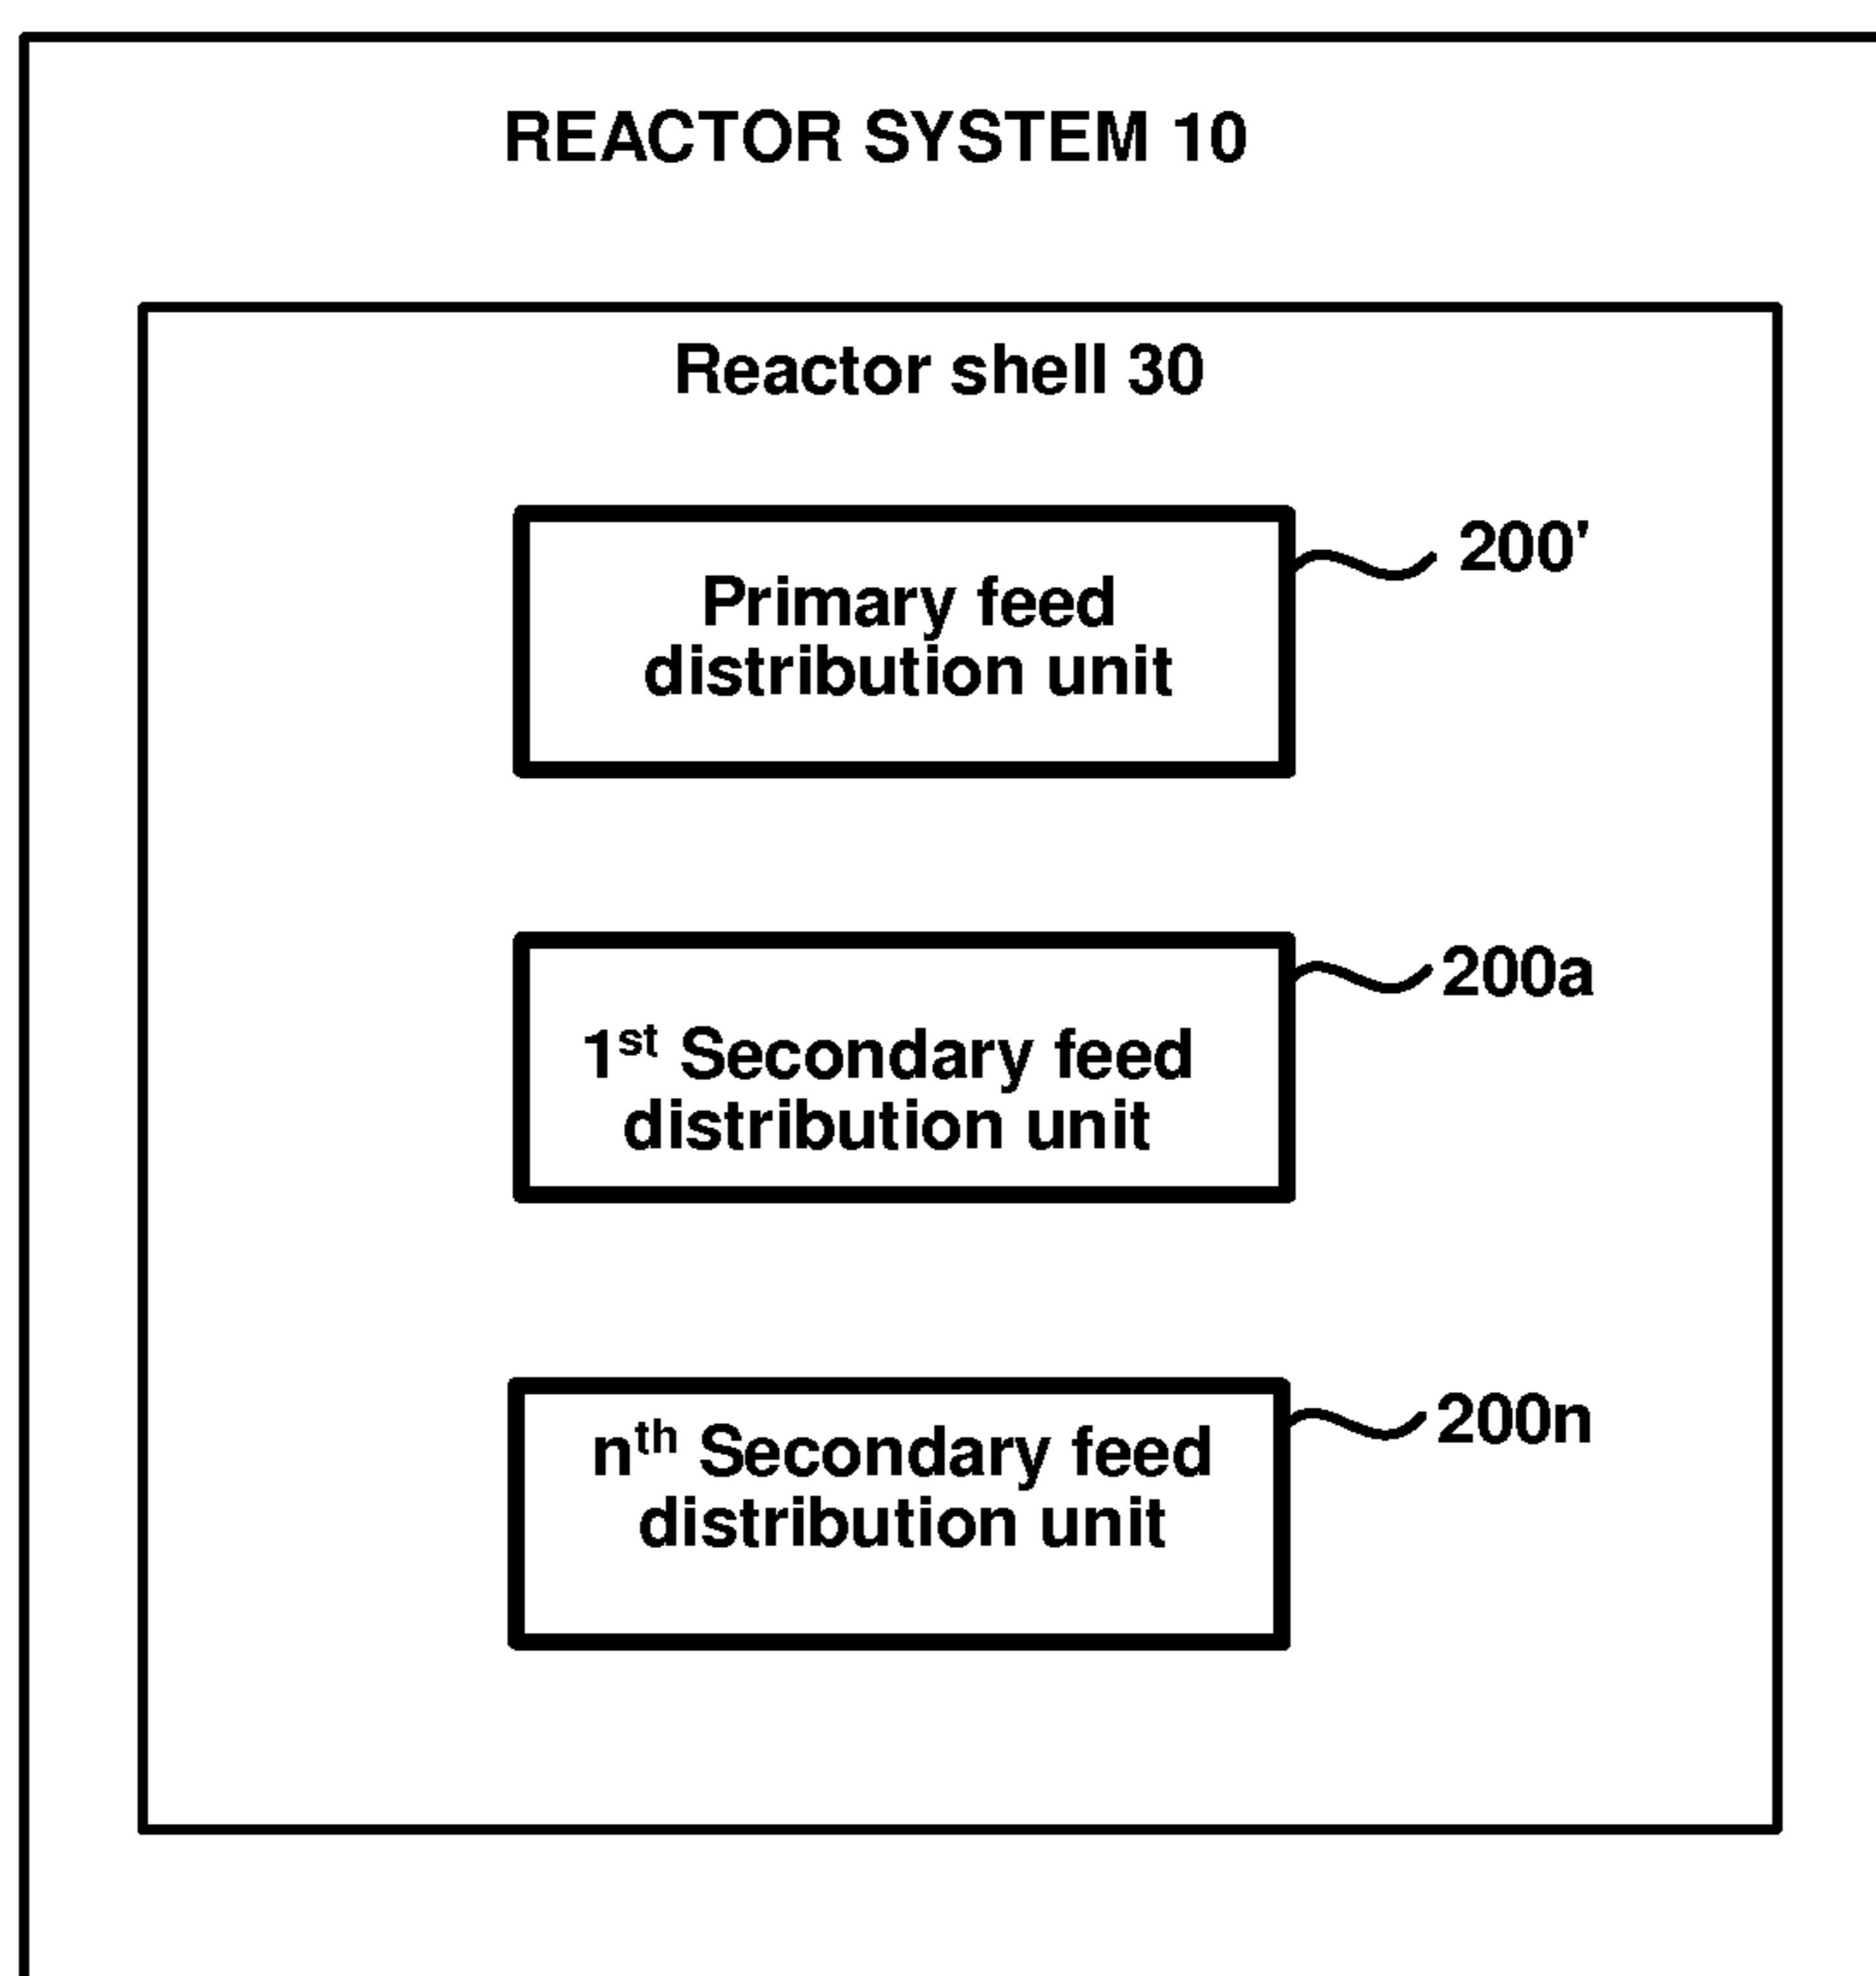 REACTOR SYSTEM 10
Reactor shell 30
200'
Primary feed
distribution unit
200a
1st Secondary feed
distribution unit
200n
nth Secondary feed
distribution unit